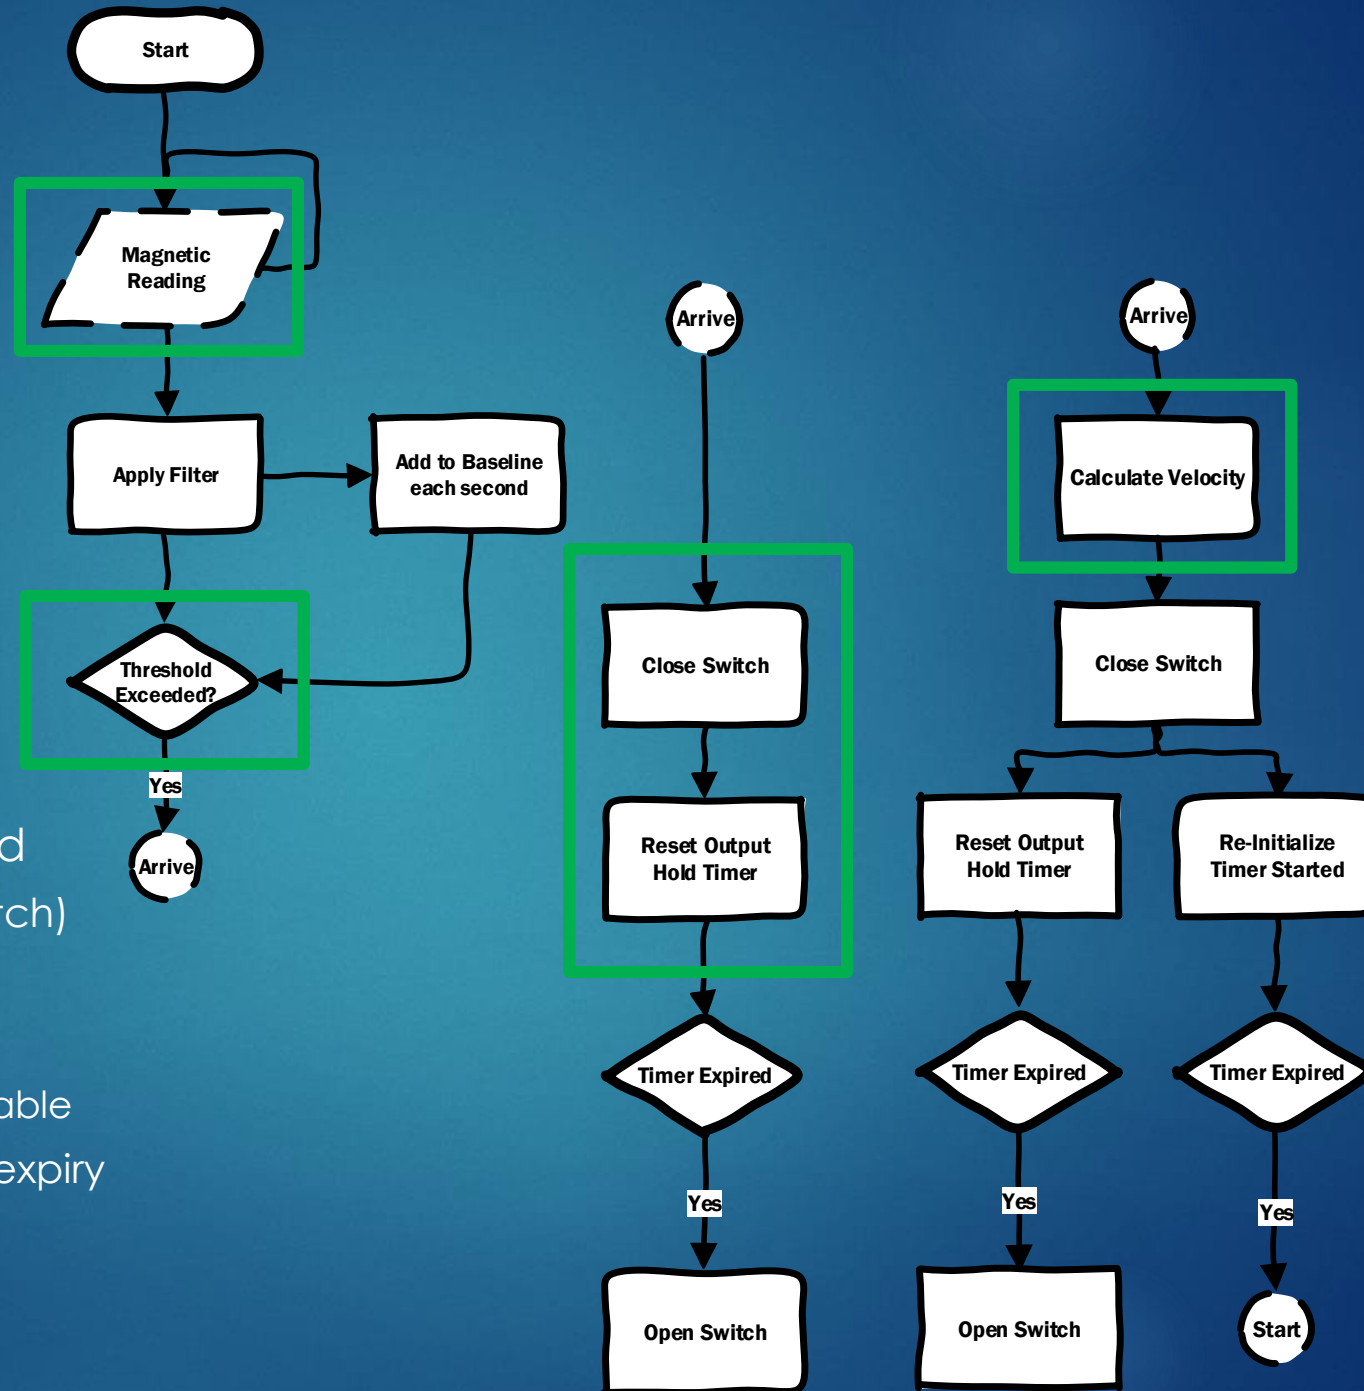 Start
Magnetic
Reading
Apply Filter
Add to Baseline
each second
Threshold
Exceeded?
Yes
Arrive
Arrive
Close Switch
Reset Output
Hold Timer
Timer Expired
Yes
Open Switch
Arrive
Calculate Velocity
Close Switch
Reset Output
Hold Timer
Timer Expired
Yes
Open Switch
Re-Initialize
Timer Started
Timer Expired
Yes
Start
expiry